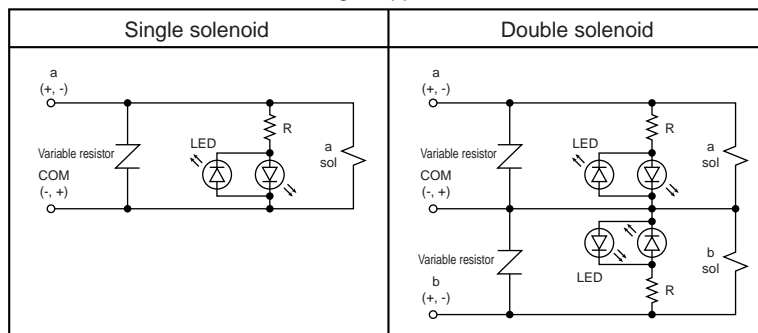 Single solenoid
a
(+, -)
Variable resistor
COM
(-, +)
LED
R
a
sol
Double solenoid
a
(+, -)
Variable resistor
COM
(-, +)
Variable resistor
b
(+, -)
LED
R
a
sol
LED
R
b
sol